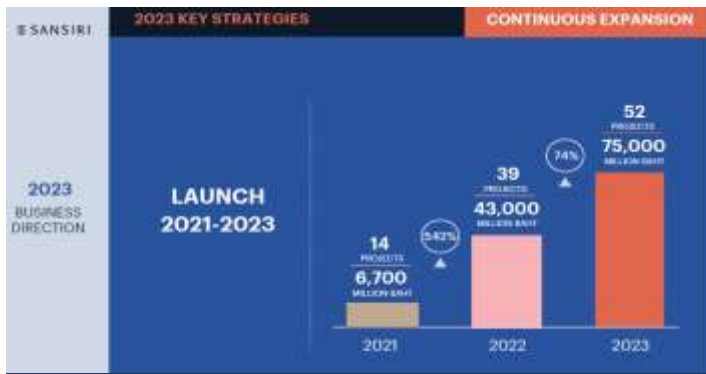 SANSIRI
2023 KEY STRATEGIES
CONTINUOUS EXPANSION
2023
BUSINESS
DIRECTION
LAUNCH
2021-2023
14
PROJECTS
6,700
MILLION BAHT
542%
39
PROJECTS
43,000
MILLION BAHT
74%
52
PROJECTS
75,000
MILLION BAHT
2021
2022
2023